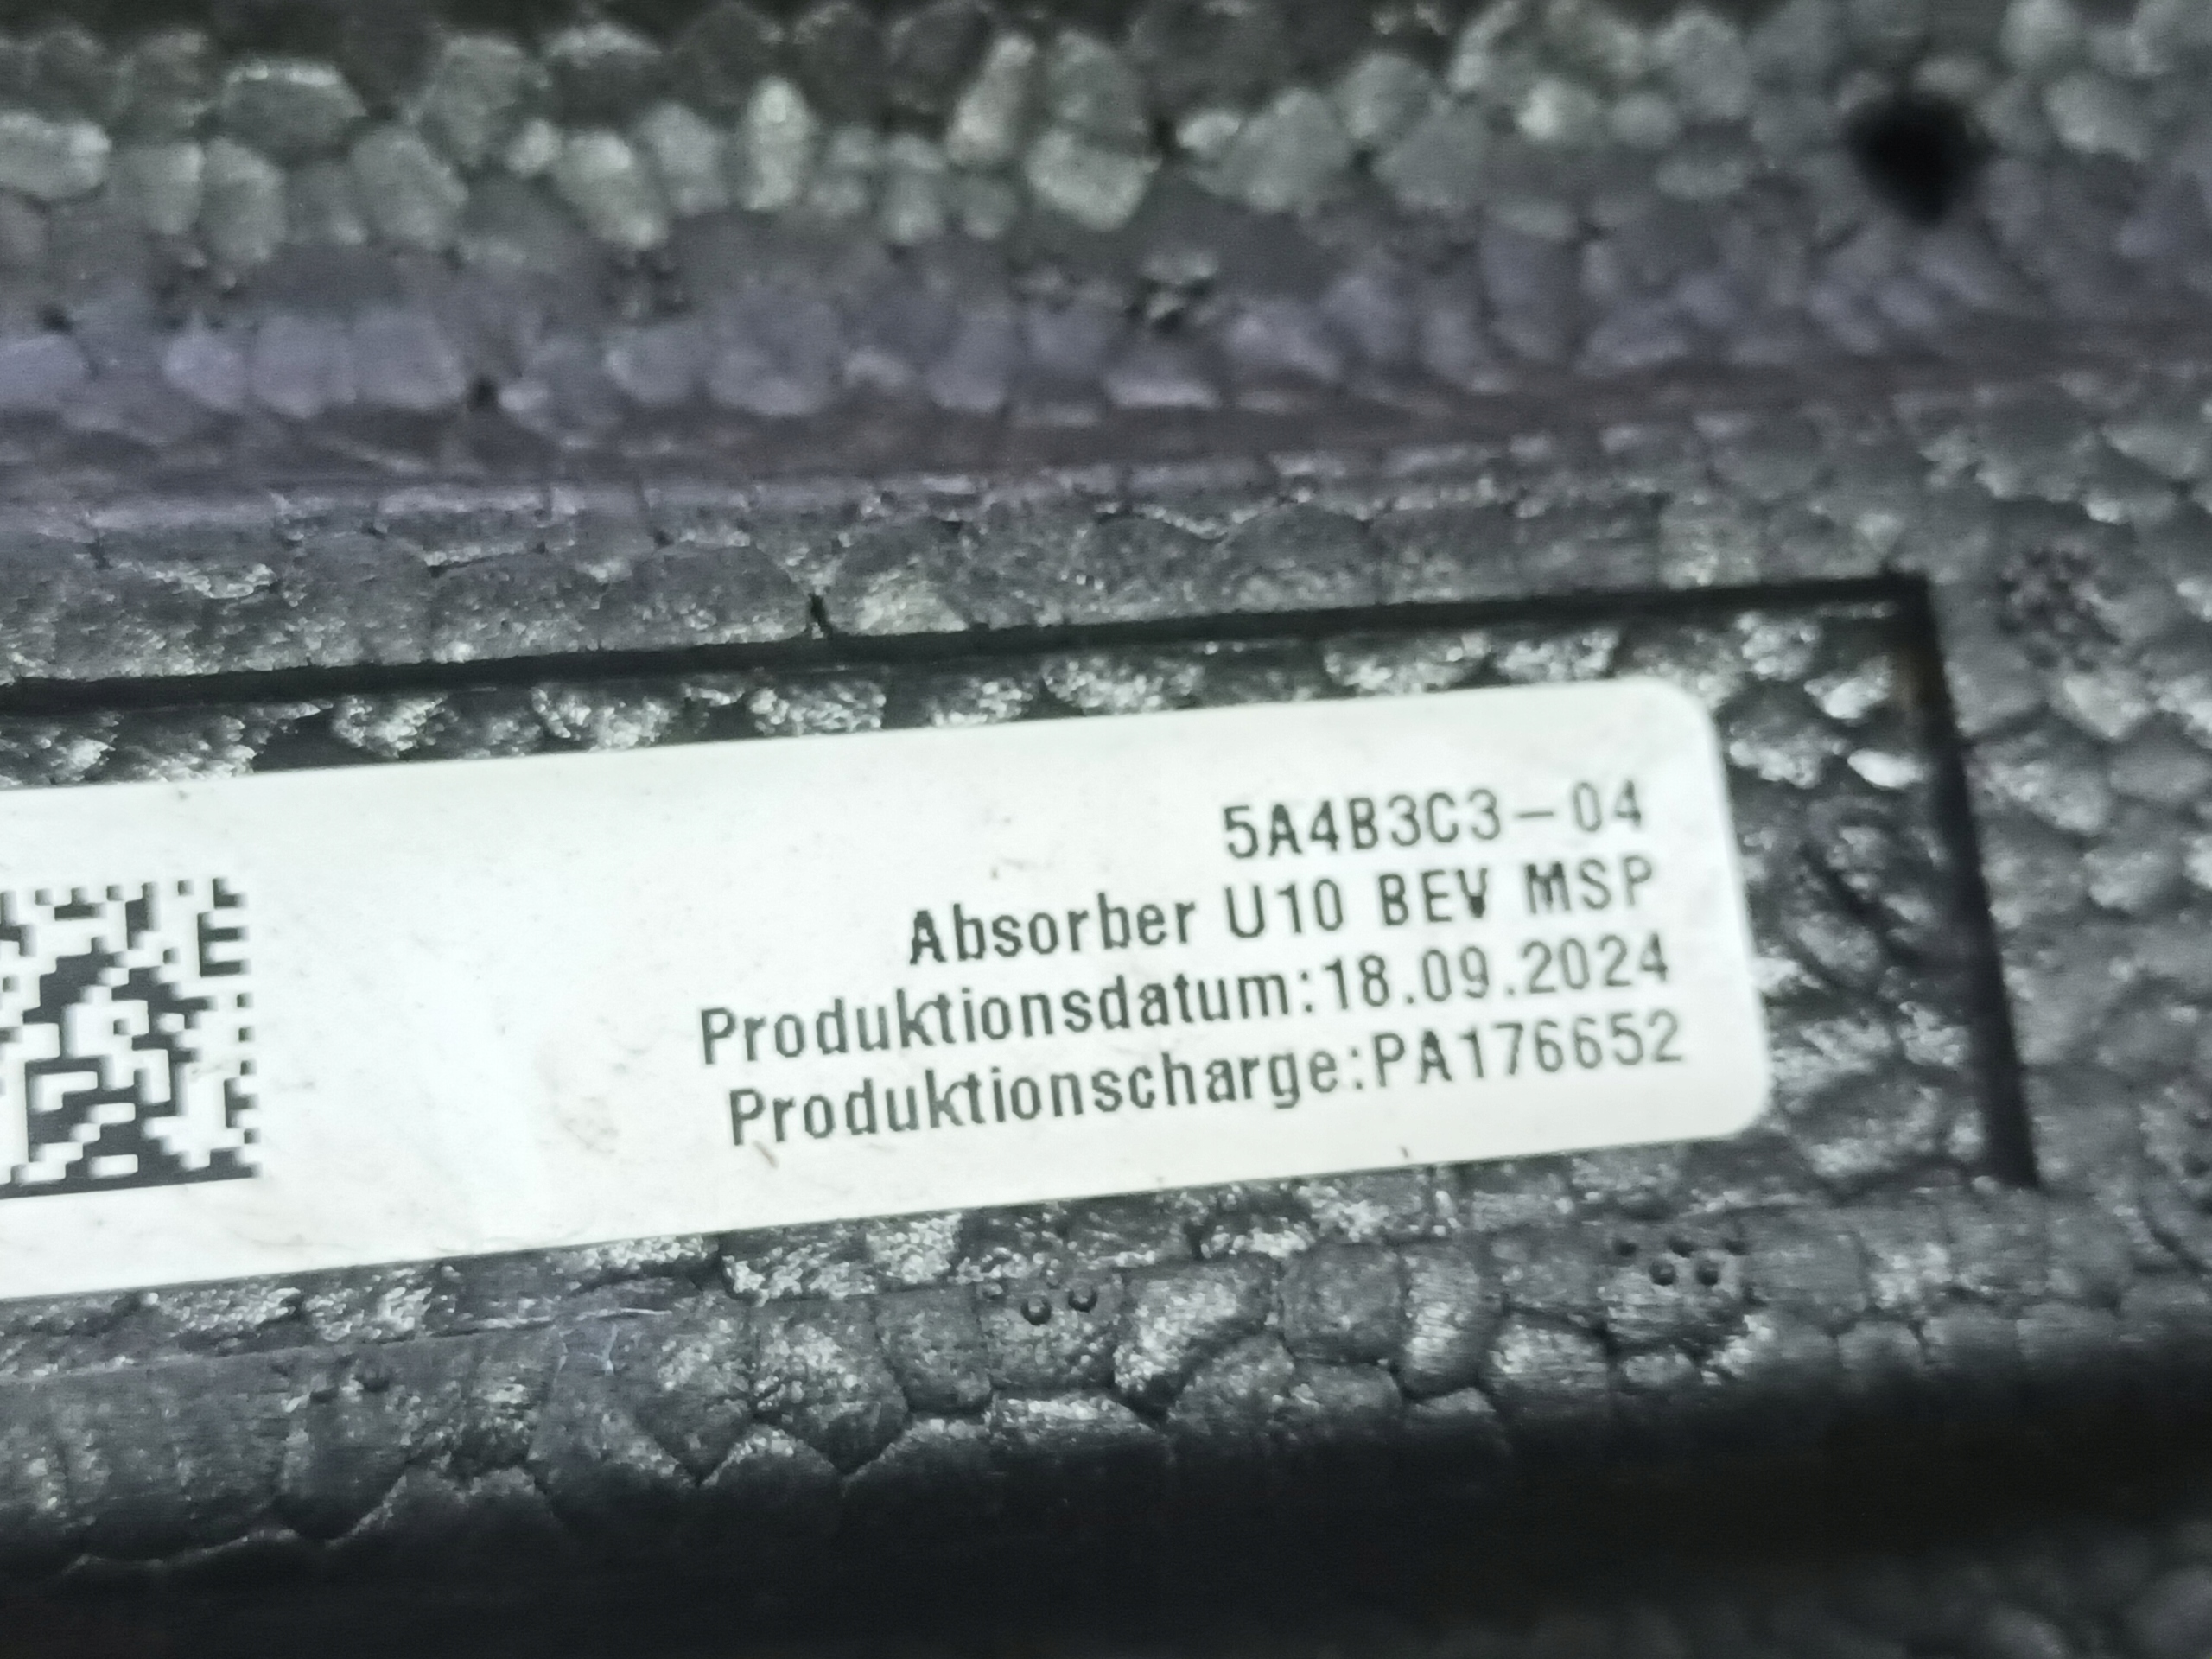 5A4B3C3-04
Absorber U10 BEV MSP
Produktionsdatum:18.09.2024
Produktionscharge:PA176652